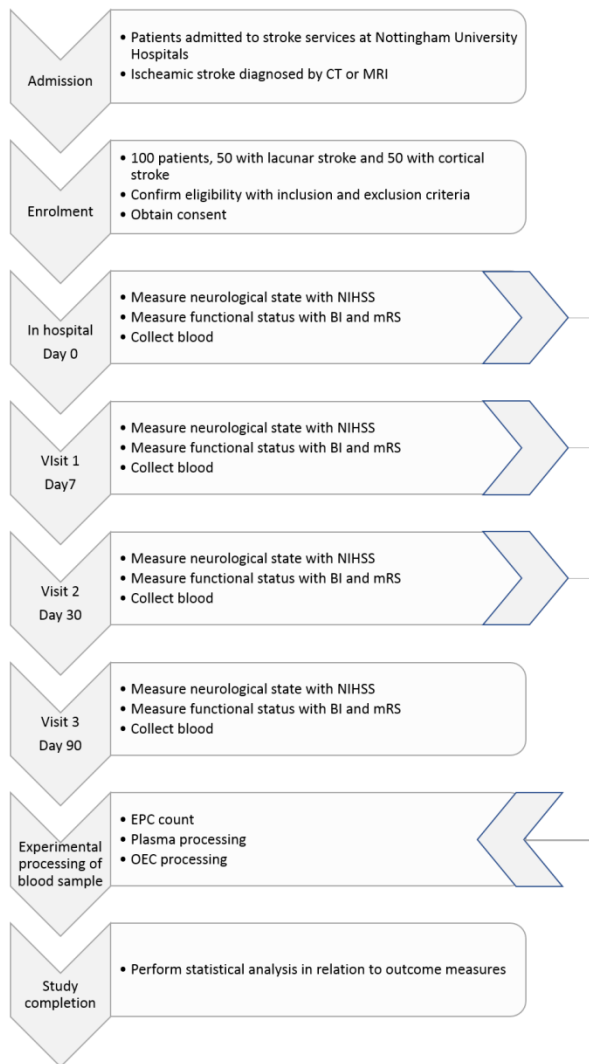 Admission
• Patients admitted to stroke services at Nottingham University
Hospitals
• Ischeamic stroke diagnosed by CT or MRI
Enrolment
• 100 patients, 50 with lacunar stroke and 50 with cortical
stroke
• Confirm eligibility with inclusion and exclusion criteria
• Obtain consent
In hospital
Day 0
• Measure neurological state with NIHSS
• Measure functional status with BI and mRS
• Collect blood
VIsit 1
Day7
• Measure neurological state with NIHSS
• Measure functional status with BI and mRS
• Collect blood
Visit 2
Day 30
• Measure neurological state with NIHSS
• Measure functional status with BI and mRS
• Collect blood
Visit 3
Day 90
• Measure neurological state with NIHSS
• Measure functional status with BI and mRS
• Collect blood
Experimental
processing of
blood sample
• EPC count
• Plasma processing
• OEC processing
Study
completion
• Perform statistical analysis in relation to outcome measures